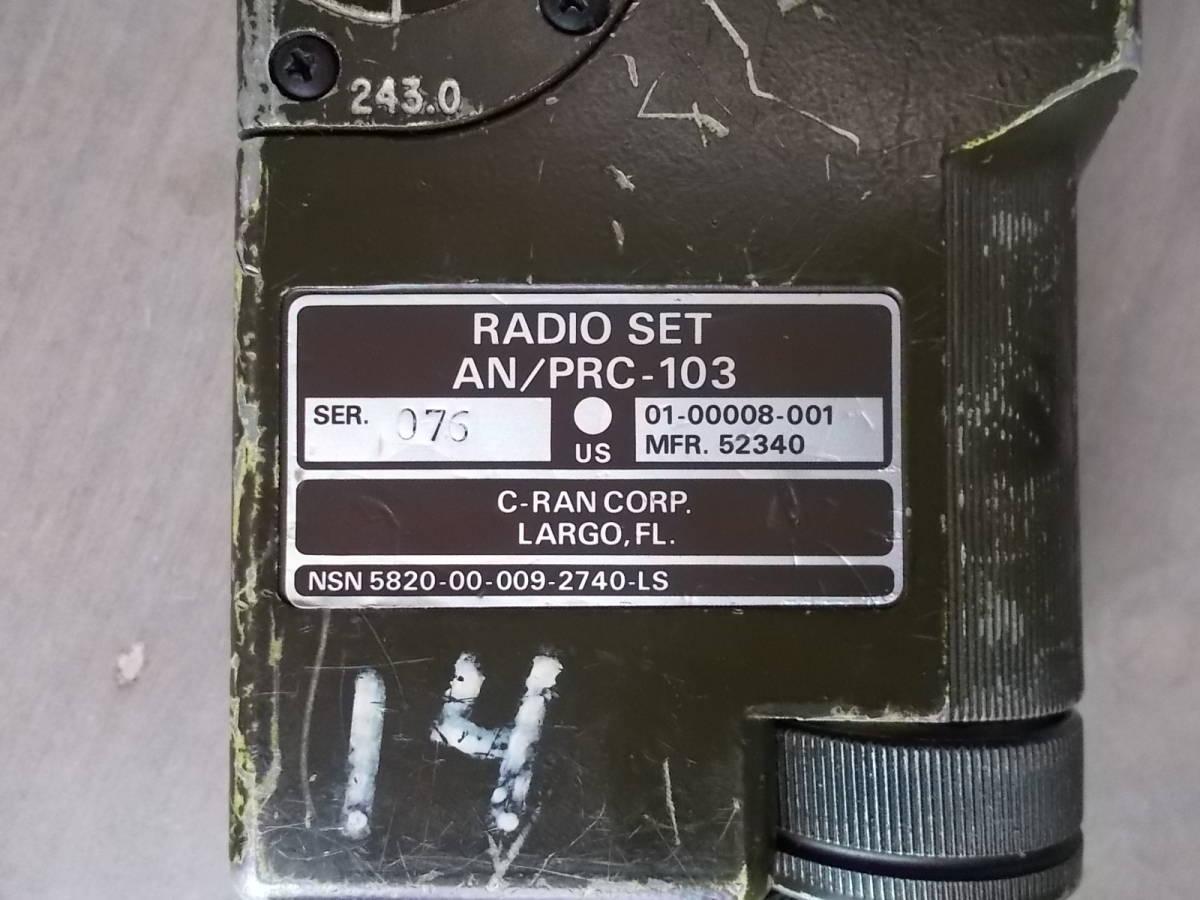 243.0
RADIO SET
AN/PRC-103
SER. 076
US
01-00008-001
MFR. 52340
C-RAN CORP.
LARGO, FL.
NSN 5820-00-009-2740-LS
14